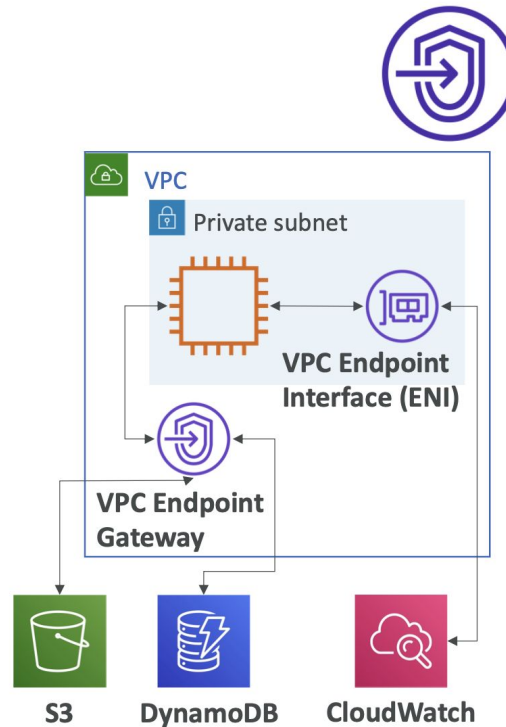 VPC
Private subnet
VPC Endpoint
Interface (ENI)
VPC Endpoint
Gateway
S3
DynamoDB
CloudWatch